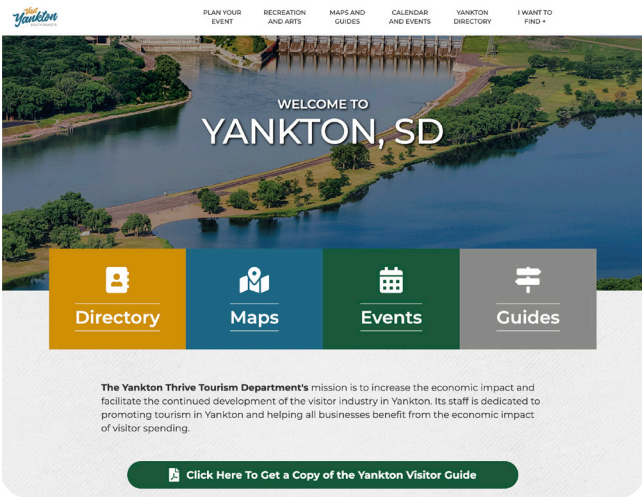 Visit
Yankton
SOUTH DAKOTA
PLAN YOUR
EVENT
RECREATION
AND ARTS
MAPS AND
GUIDES
CALENDAR
AND EVENTS
YANKTON
DIRECTORY
I WANT TO
FIND +
WELCOME TO
YANKTON, SD
Directory
Maps
Events
Guides
The Yankton Thrive Tourism Department's mission is to increase the economic impact and
facilitate the continued development of the visitor industry in Yankton. Its staff is dedicated to
promoting tourism in Yankton and helping all businesses benefit from the economic impact
of visitor spending.
Click Here To Get a Copy of the Yankton Visitor Guide